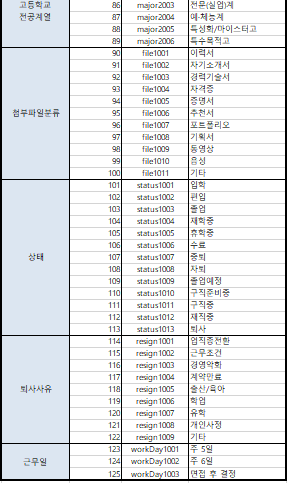 고등학교
전공계열
86 major2003 전문(실업)계
87 major2004 예·체능계
88 major2005 특성화/마이스터고
89 major2006 특수목적고
첨부파일분류
90 file1001 이력서
91 file1002 자기소개서
92 file1003 경력기술서
93 file1004 자격증
94 file1005 증명서
95 file1006 추천서
96 file1007 포트폴리오
97 file1008 기획서
98 file1009 동영상
99 file1010 음성
100 file1011 기타
상태
101 status1001 입학
102 status1002 편입
103 status1003 졸업
104 status1004 재학중
105 status1005 휴학중
106 status1006 수료
107 status1007 중퇴
108 status1008 자퇴
109 status1009 졸업예정
110 status1010 구직준비중
111 status1011 구직중
112 status1012 재직중
113 status1013 퇴사
퇴사사유
114 resign1001 업직종전환
115 resign1002 근무조건
116 resign1003 경영악화
117 resign1004 계약만료
118 resign1005 출산/육아
119 resign1006 학업
120 resign1007 유학
121 resign1008 개인사정
122 resign1009 기타
근무일
123 workDay1001 주 5일
124 workDay1002 주 6일
125 workDay1003 면접 후 결정